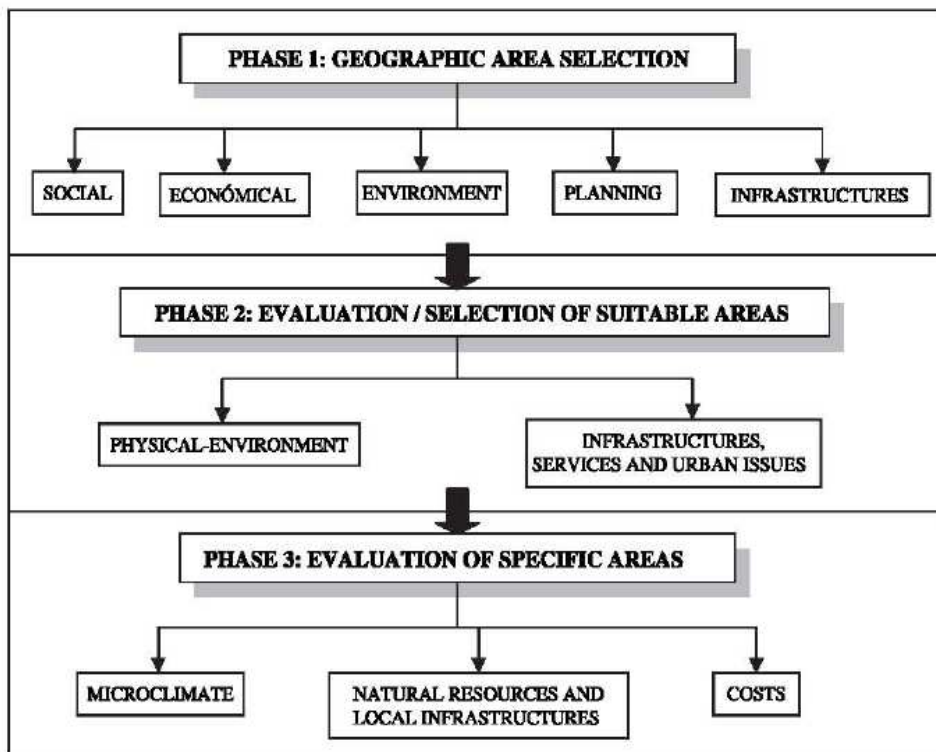 PHASE 1: GEOGRAPHIC AREA SELECTION
SOCIAL
ECONÓMICAL
ENVIRONMENT
PLANNING
INFRASTRUCTURES
PHASE 2: EVALUATION / SELECTION OF SUITABLE AREAS
PHYSICAL-ENVIRONMENT
INFRASTRUCTURES,
SERVICES AND URBAN ISSUES
PHASE 3: EVALUATION OF SPECIFIC AREAS
MICROCLIMATE
NATURAL RESOURCES AND
LOCAL INFRASTRUCTURES
COSTS